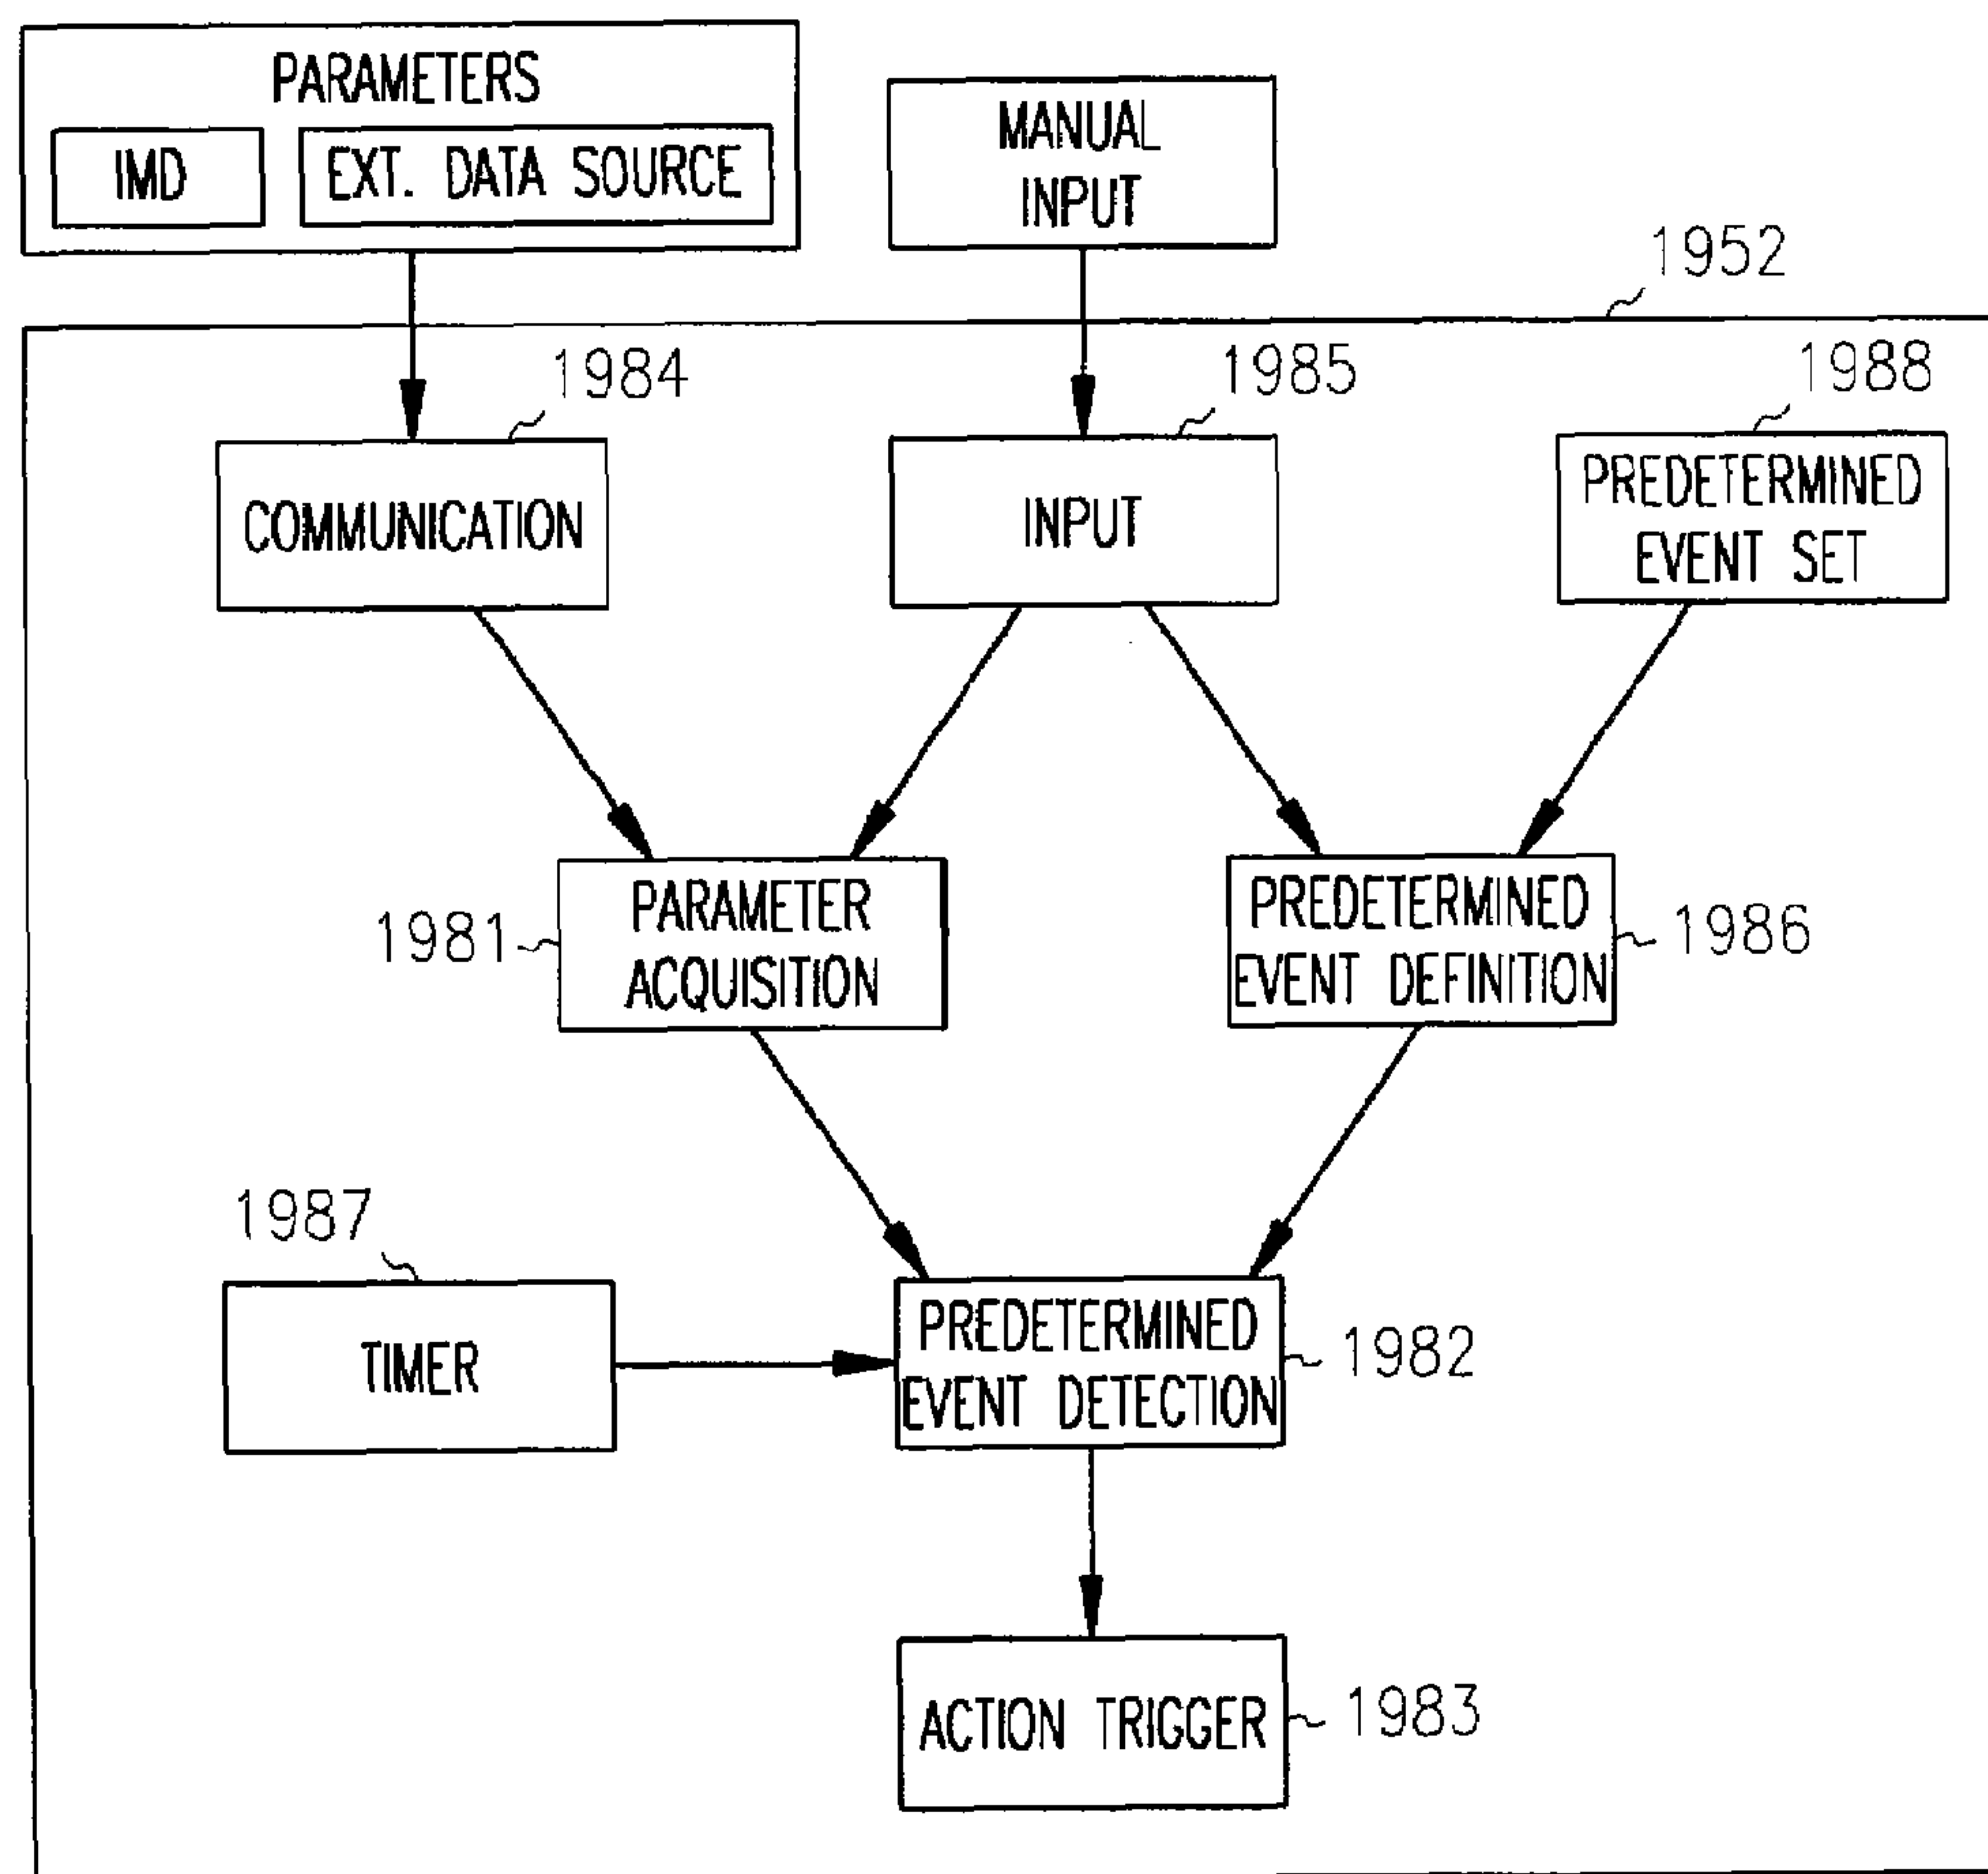 PARAMETERS
IMD
EXT. DATA SOURCE
MANUAL
INPUT
1952
1984
1985
1988
COMMUNICATION
INPUT
PREDETERMINED
EVENT SET
1981
PARAMETER
ACQUISITION
PREDETERMINED
EVENT DEFINITION
1986
1987
TIMER
PREDETERMINED
EVENT DETECTION
1982
ACTION TRIGGER
1983